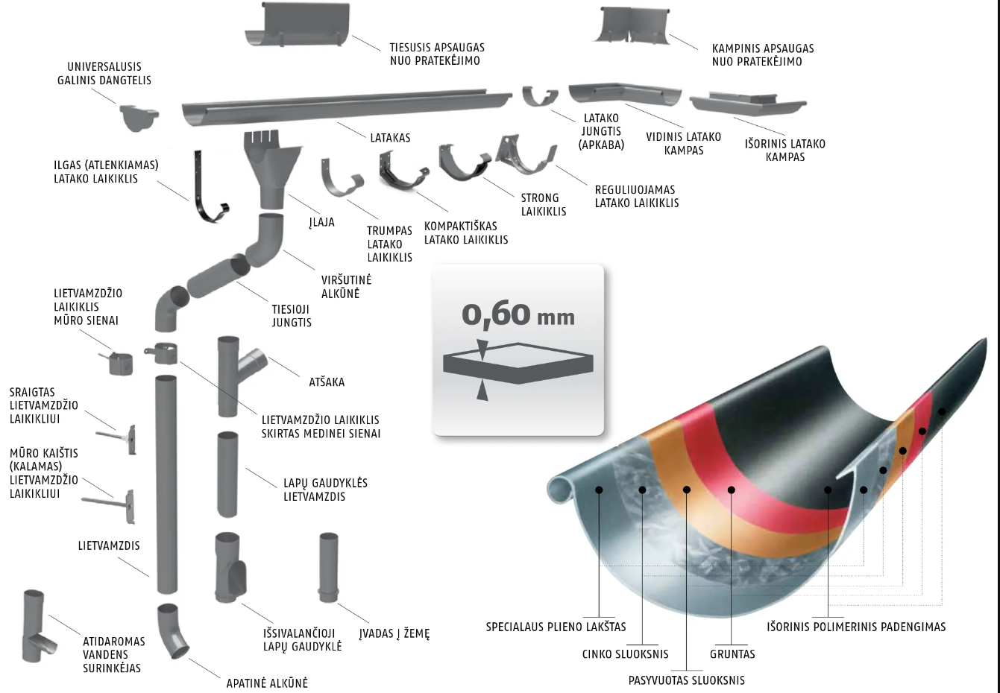 TIESUSIS APSAUGAS
NUO PRATEKĖJIMO
KAMPINIS APSAUGAS
NUO PRATEKĖJIMO
UNIVERSALUSIS
GALINIS DANGTELIS
LATAKAS
LATAKO
JUNGTIS
(APKABA)
VIDINIS LATAKO
KAMPAS
IŠORINIS LATAKO
KAMPAS
ILGAS (ATLENKIAMAS)
LATAKO LAIKIKLIS
ĮLAJA
TRUMPAS
LATAKO
LAIKIKLIS
KOMPAKTIŠKAS
LATAKO LAIKIKLIS
STRONG
LAIKIKLIS
REGULIUOJAMAS
LATAKO LAIKIKLIS
VIRŠUTINĖ
ALKŪNĖ
TIESIOJI
JUNGTIS
LIETVAMZDŽIO
LAIKIKLIS
MŪRO SIENAI
0,60 mm
ATŠAKA
SRAIGTAS
LIETVAMZDŽIO
LAIKIKLIUI
LIETVAMZDŽIO LAIKIKLIS
SKIRTAS MEDINEI SIENAI
MŪRO KAIŠTIS
(KALAMAS)
LIETVAMZDŽIO
LAIKIKLIUI
LAPŲ GAUDYKLĖS
LIETVAMZDIS
LIETVAMZDIS
ATIDAROMAS
VANDENS
SURINKĖJAS
APATINĖ ALKŪNĖ
IŠSIVALANČIOJI
LAPŲ GAUDYKLĖ
ĮVADAS Į ŽEMĘ
SPECIALAUS PLIENO LAKŠTAS
IŠORINIS POLIMERINIS PADENGIMAS
CINKO SLUOKSNIS
GRUNTAS
PASYVUOTAS SLUOKSNIS